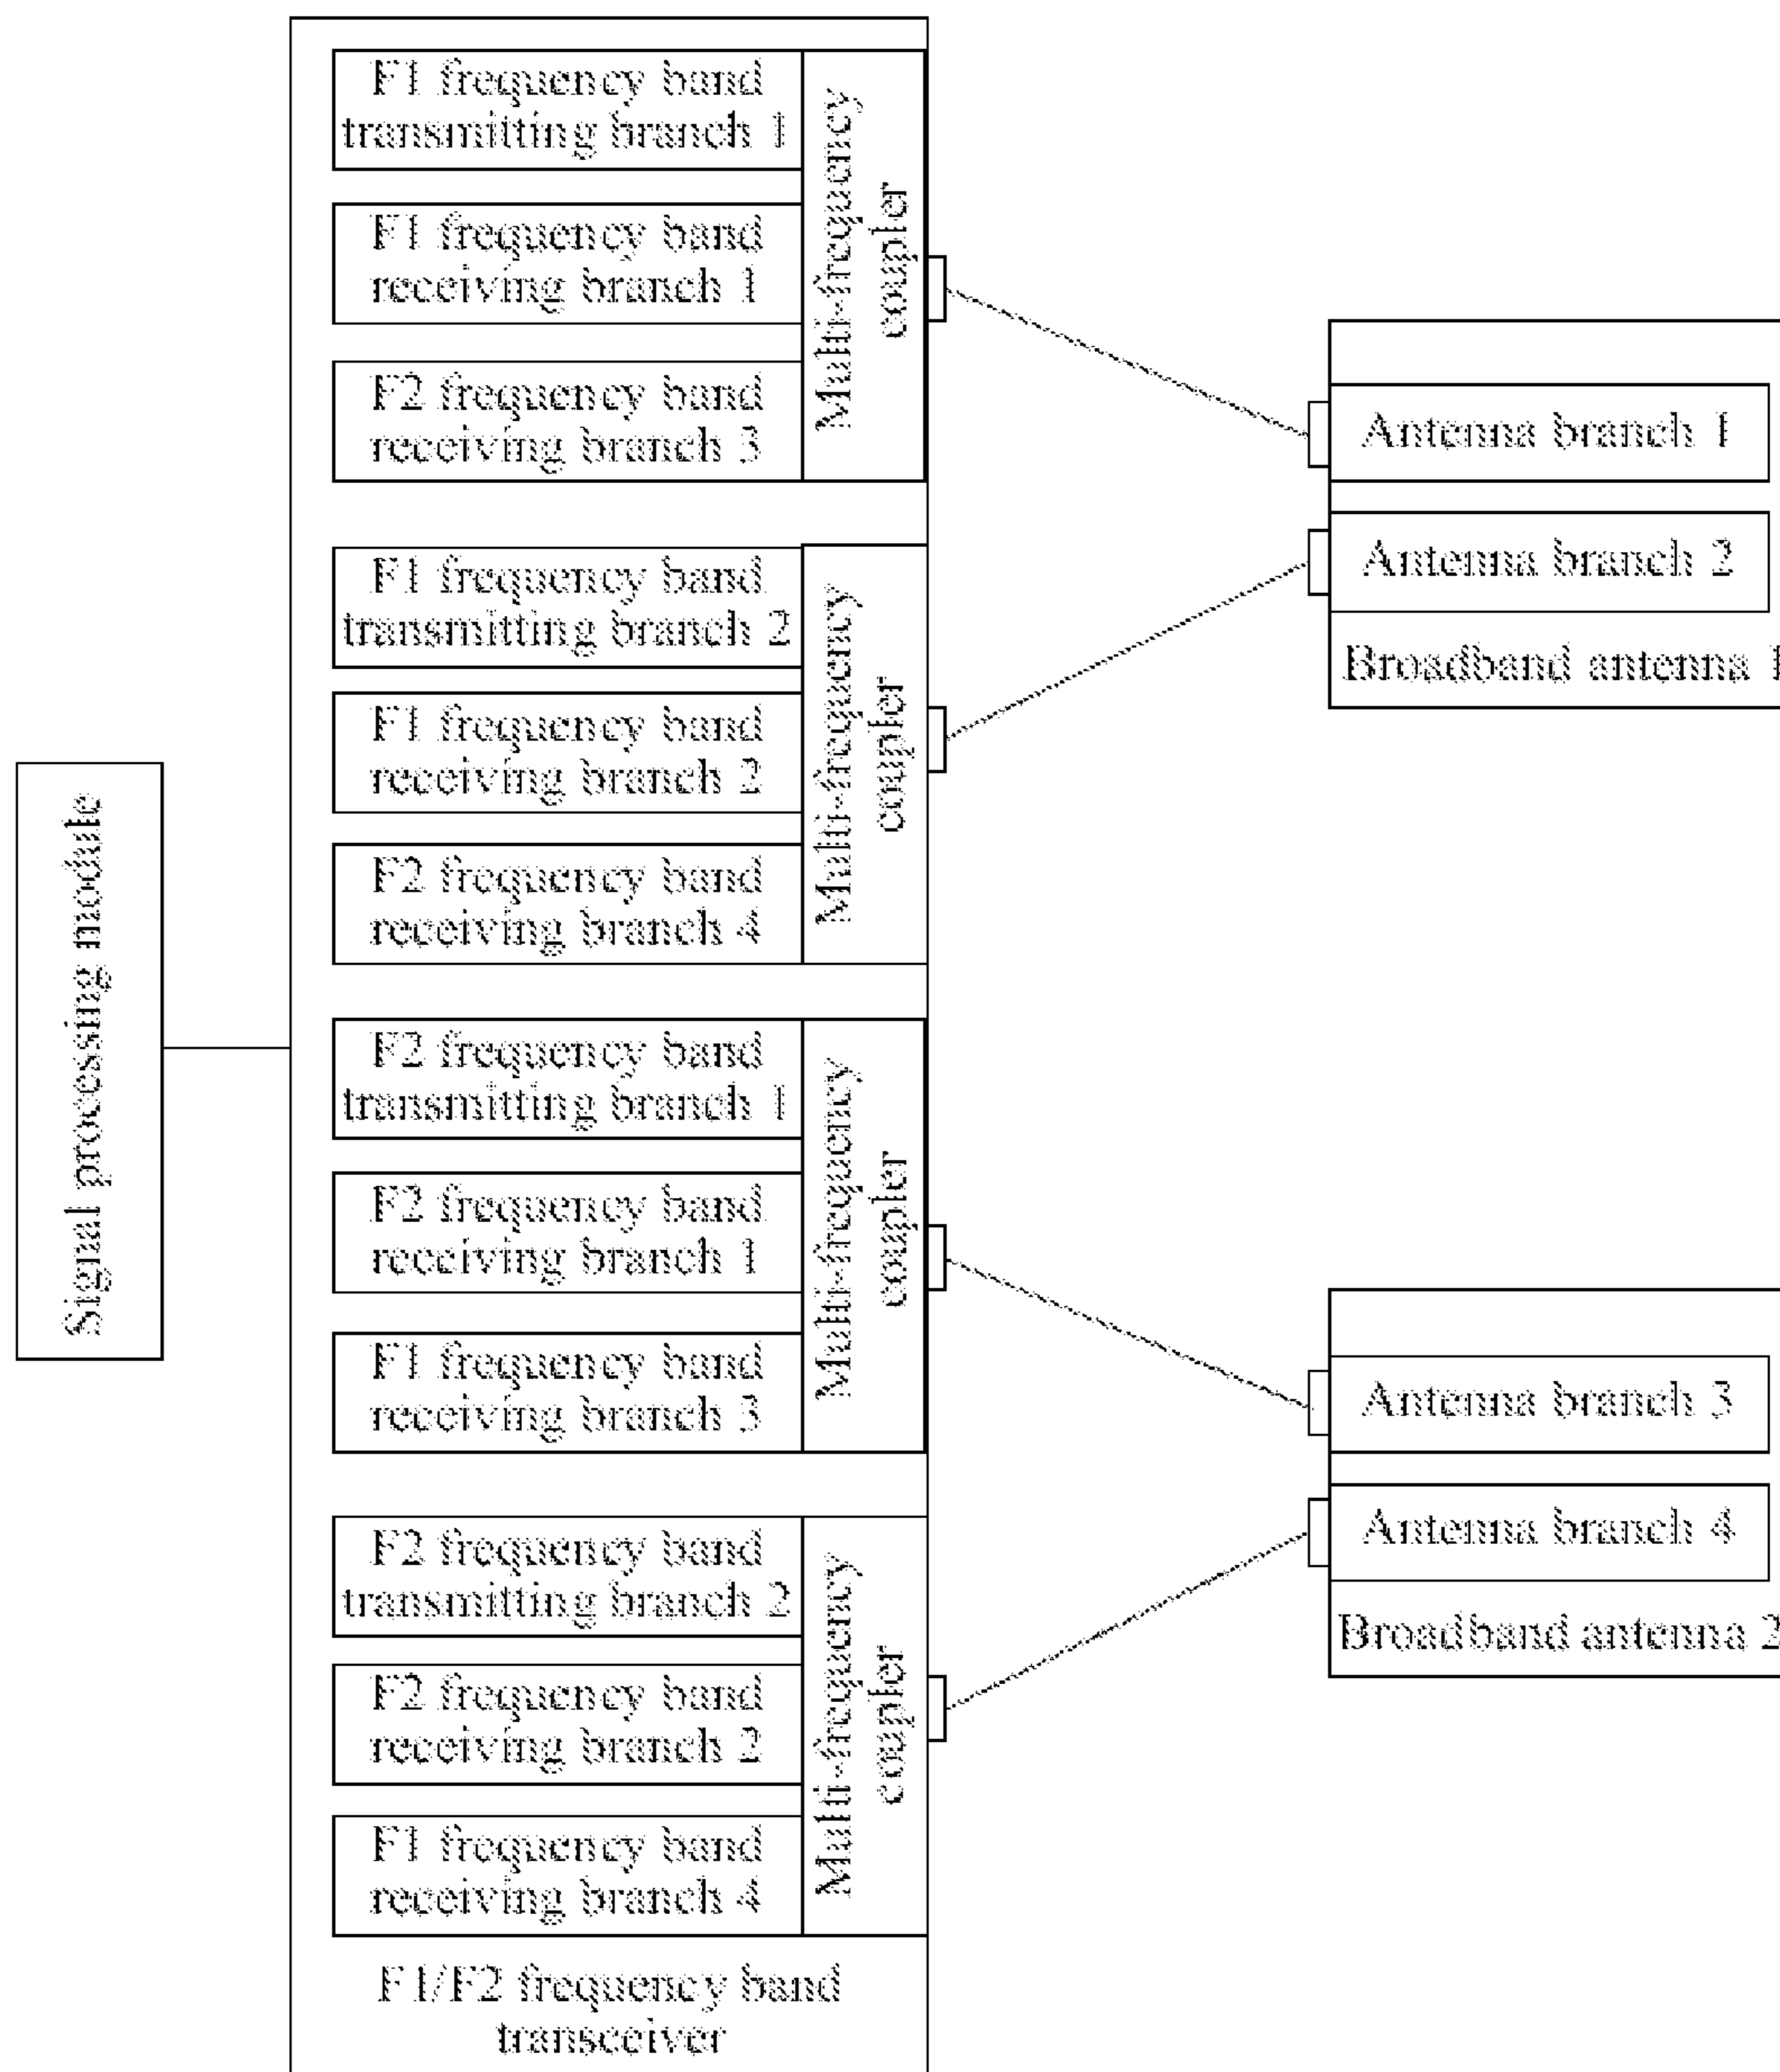 Signal processing module
F1 frequency band
transmitting branch 1
F1 frequency band
receiving branch 1
F2 frequency band
receiving branch 3
Multi-frequency
coupler
F1 frequency band
transmitting branch 2
F1 frequency band
receiving branch 2
F2 frequency band
receiving branch 4
Multi-frequency
coupler
F2 frequency band
transmitting branch 1
F2 frequency band
receiving branch 1
F1 frequency band
receiving branch 3
Multi-frequency
coupler
F2 frequency band
transmitting branch 2
F2 frequency band
receiving branch 2
F1 frequency band
receiving branch 4
Multi-frequency
coupler
F1/F2 frequency band
transceiver
Antenna branch 1
Antenna branch 2
Broadband antenna 1
Antenna branch 3
Antenna branch 4
Broadband antenna 2